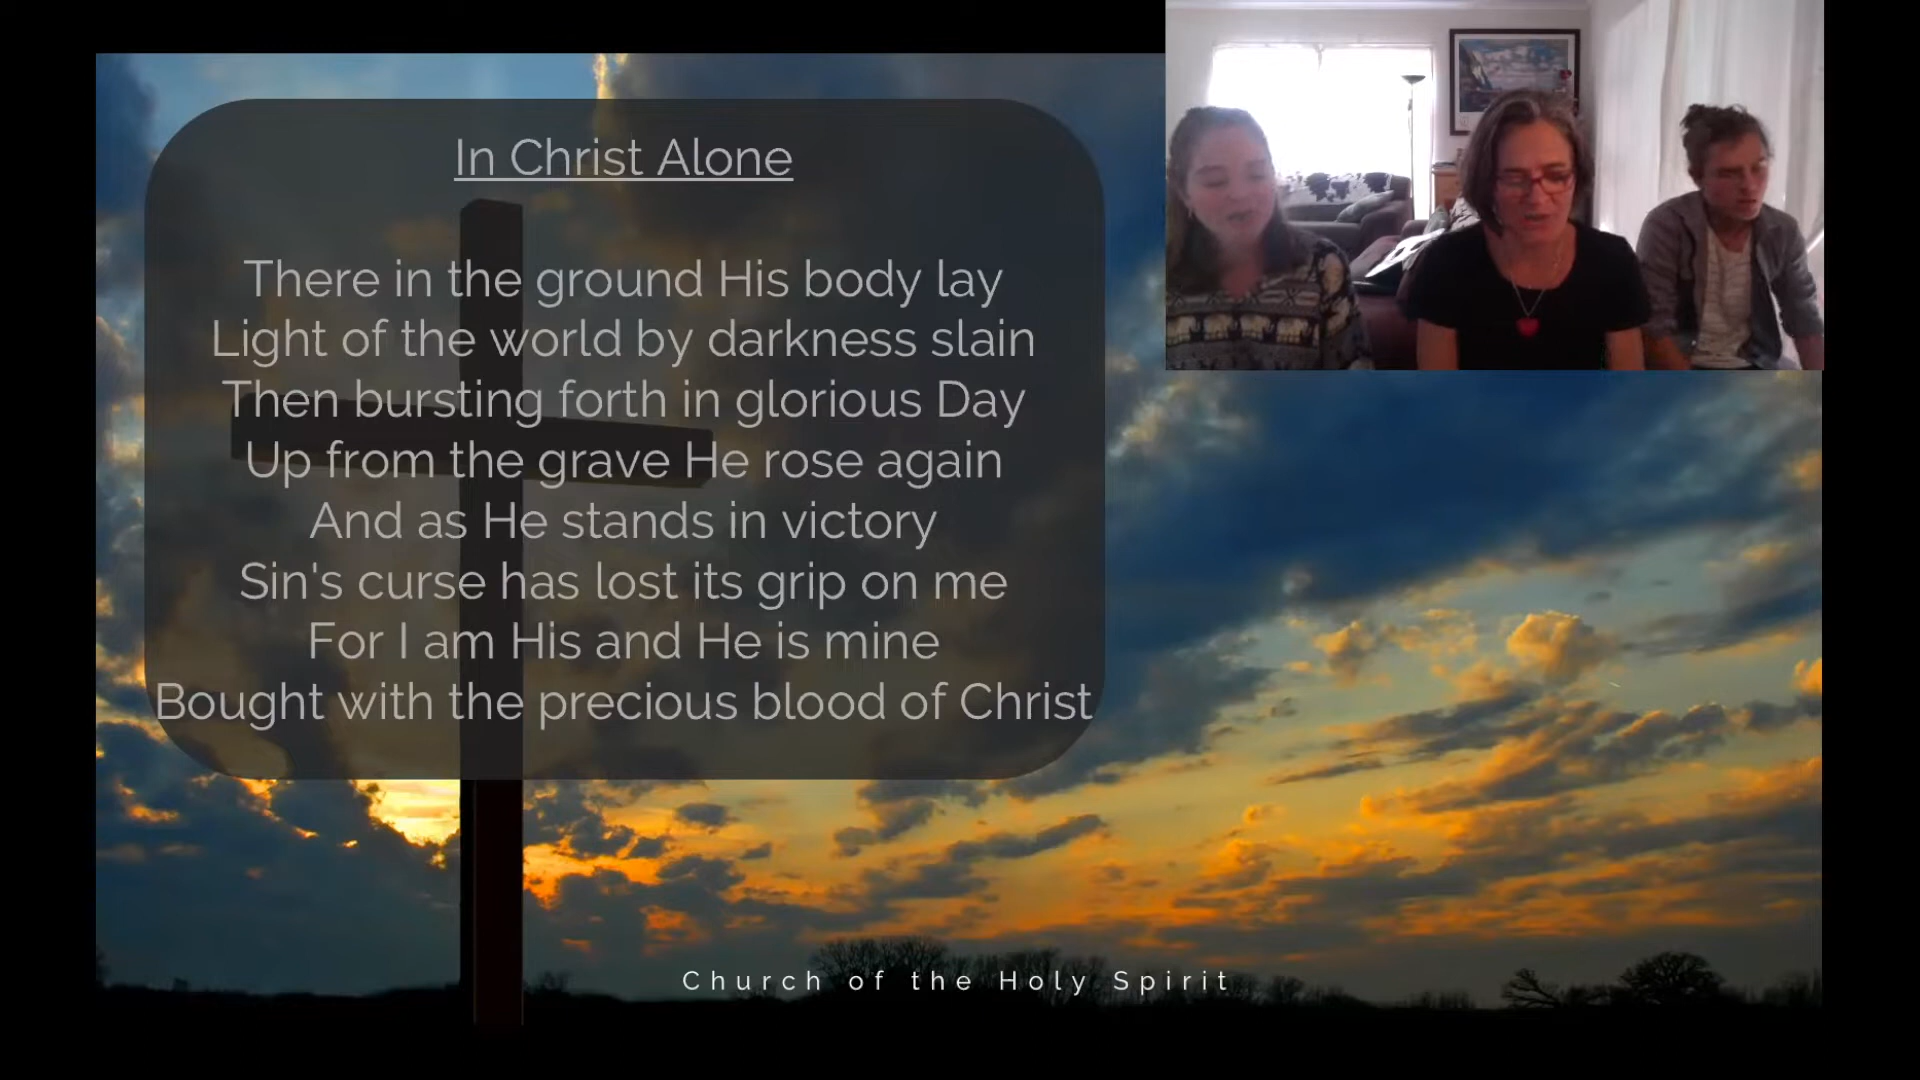 In Christ Alone
There in the ground His body lay
Light of the world by darkness slain
Then bursting forth in glorious Day
Up from the grave He rose again
And as He stands in victory
Sin's curse has lost its grip on me
For I am His and He is mine
Bought with the precious blood of Christ
Church of the Holy Spirit